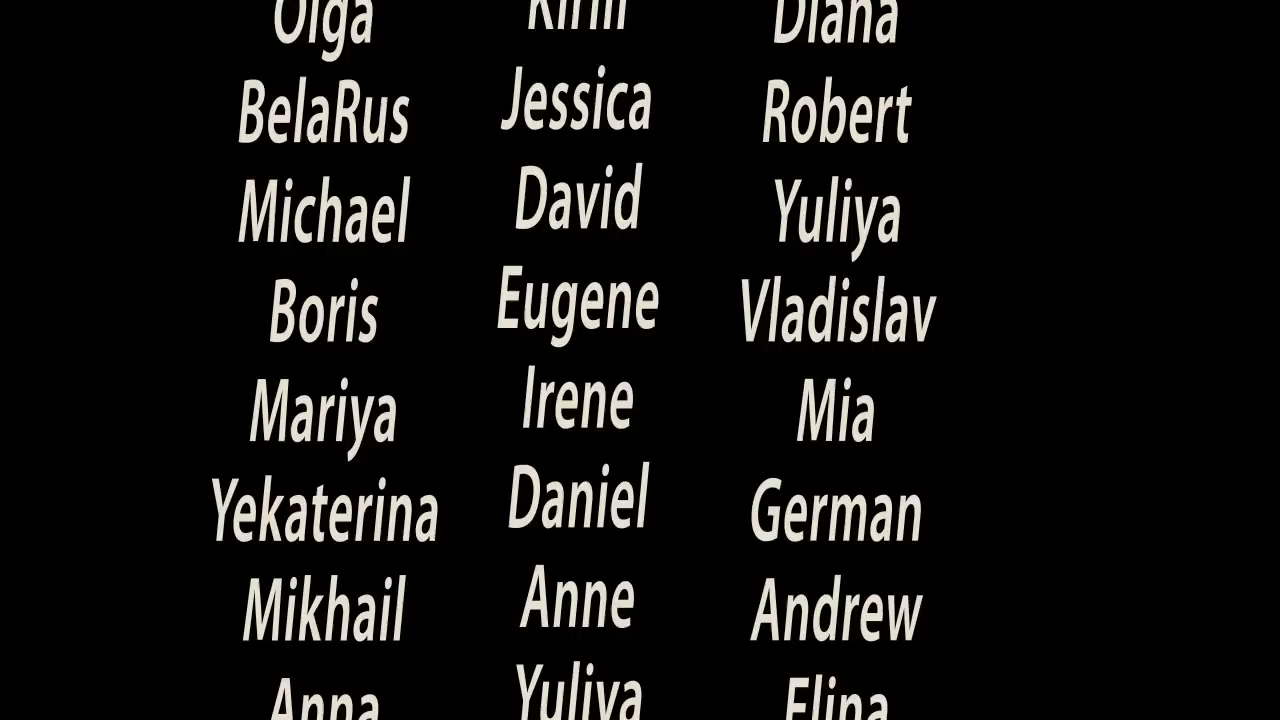 Olga
BelaRus
Michael
Boris
Mariya
Yekaterina
Mikhail
Anna
Kirill
Jessica
David
Eugene
Irene
Daniel
Anne
Yuliya
Diana
Robert
Yuliya
Vladislav
Mia
German
Andrew
Elina